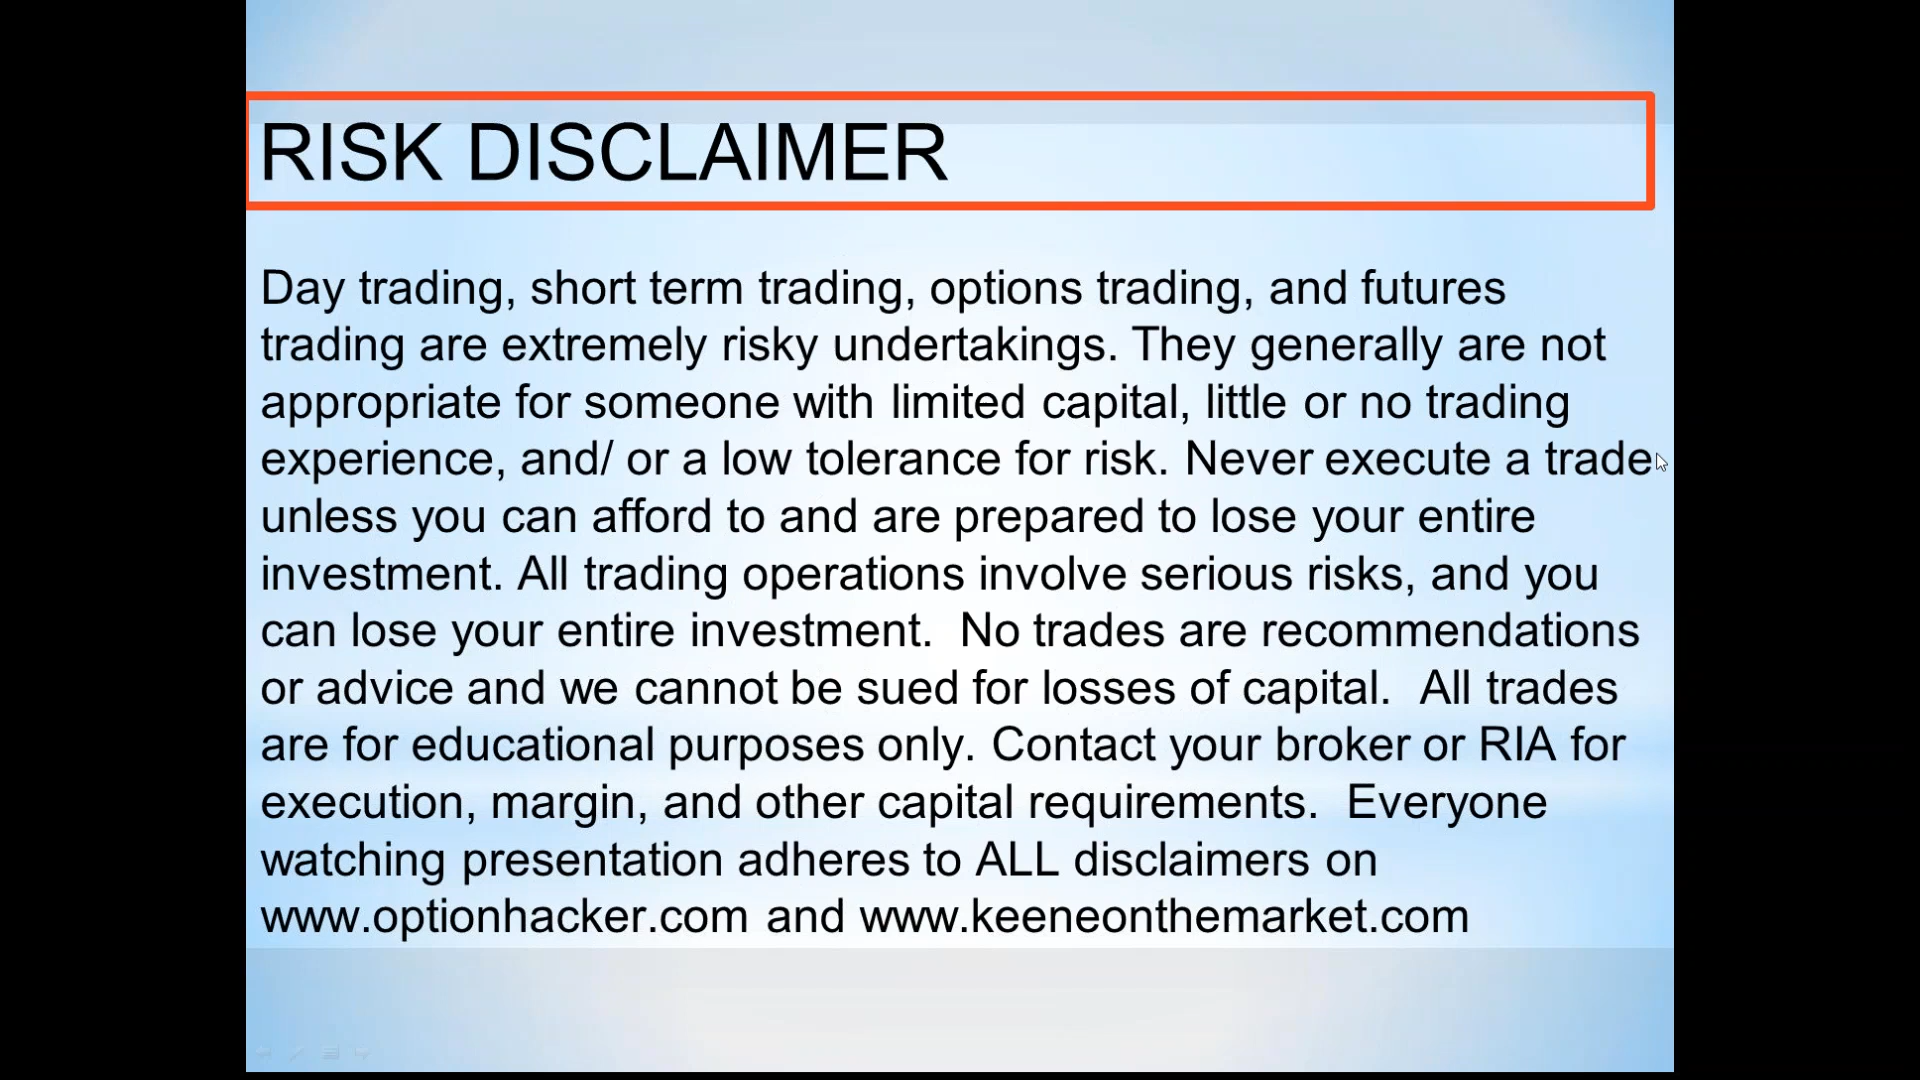 RISK DISCLAIMER
Day trading, short term trading, options trading, and futures
trading are extremely risky undertakings. They generally are not
appropriate for someone with limited capital, little or no trading
experience, and/ or a low tolerance for risk. Never execute a trade
unless you can afford to and are prepared to lose your entire
investment. All trading operations involve serious risks, and you
can lose your entire investment.  No trades are recommendations
or advice and we cannot be sued for losses of capital.  All trades
are for educational purposes only. Contact your broker or RIA for
execution, margin, and other capital requirements.  Everyone
watching presentation adheres to ALL disclaimers on
www.optionhacker.com and www.keeneonthemarket.com